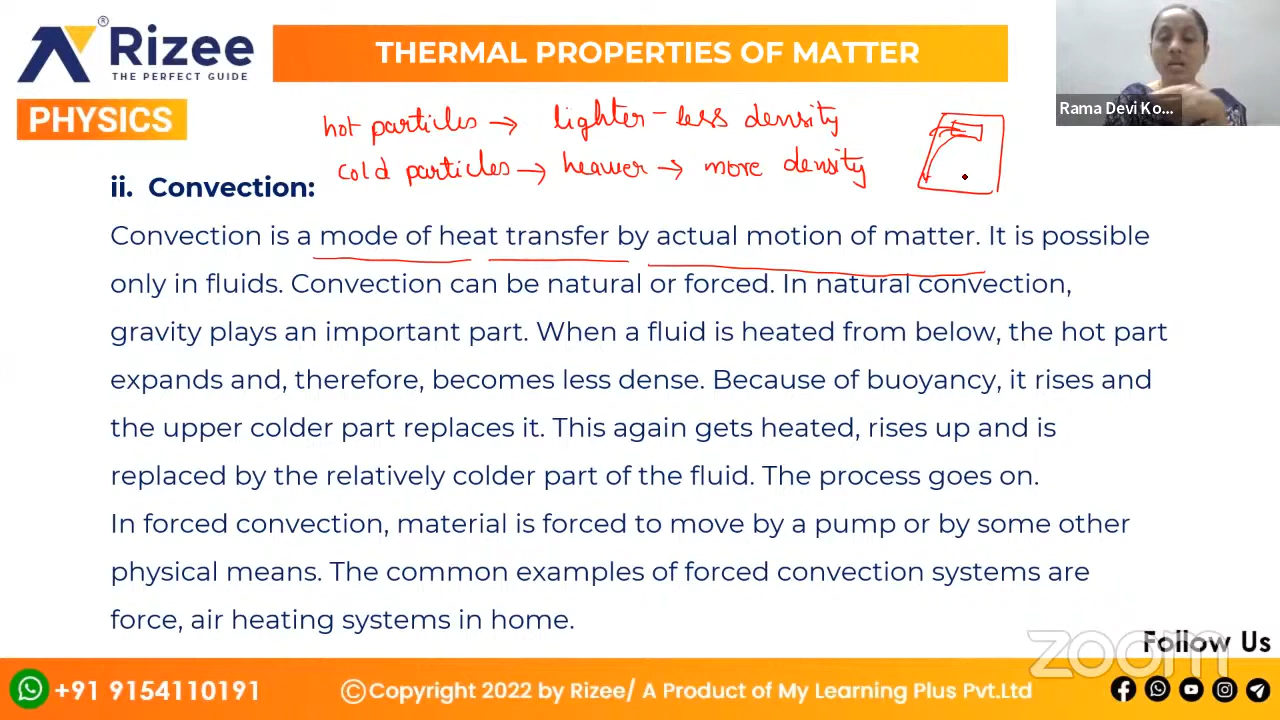 Rizee®
THE PERFECT GUIDE
THERMAL PROPERTIES OF MATTER
Rama Devi Ko...
PHYSICS
hot particles → lighter - less density
cold particles → heavier → more density
ii. Convection:
Convection is a mode of heat transfer by actual motion of matter. It is possible
only in fluids. Convection can be natural or forced. In natural convection,
gravity plays an important part. When a fluid is heated from below, the hot part
expands and, therefore, becomes less dense. Because of buoyancy, it rises and
the upper colder part replaces it. This again gets heated, rises up and is
replaced by the relatively colder part of the fluid. The process goes on.
In forced convection, material is forced to move by a pump or by some other
physical means. The common examples of forced convection systems are
force, air heating systems in home.
zoom
Follow Us
+91 9154110191
©Copyright 2022 by Rizee/ A Product of My Learning Plus Pvt.Ltd